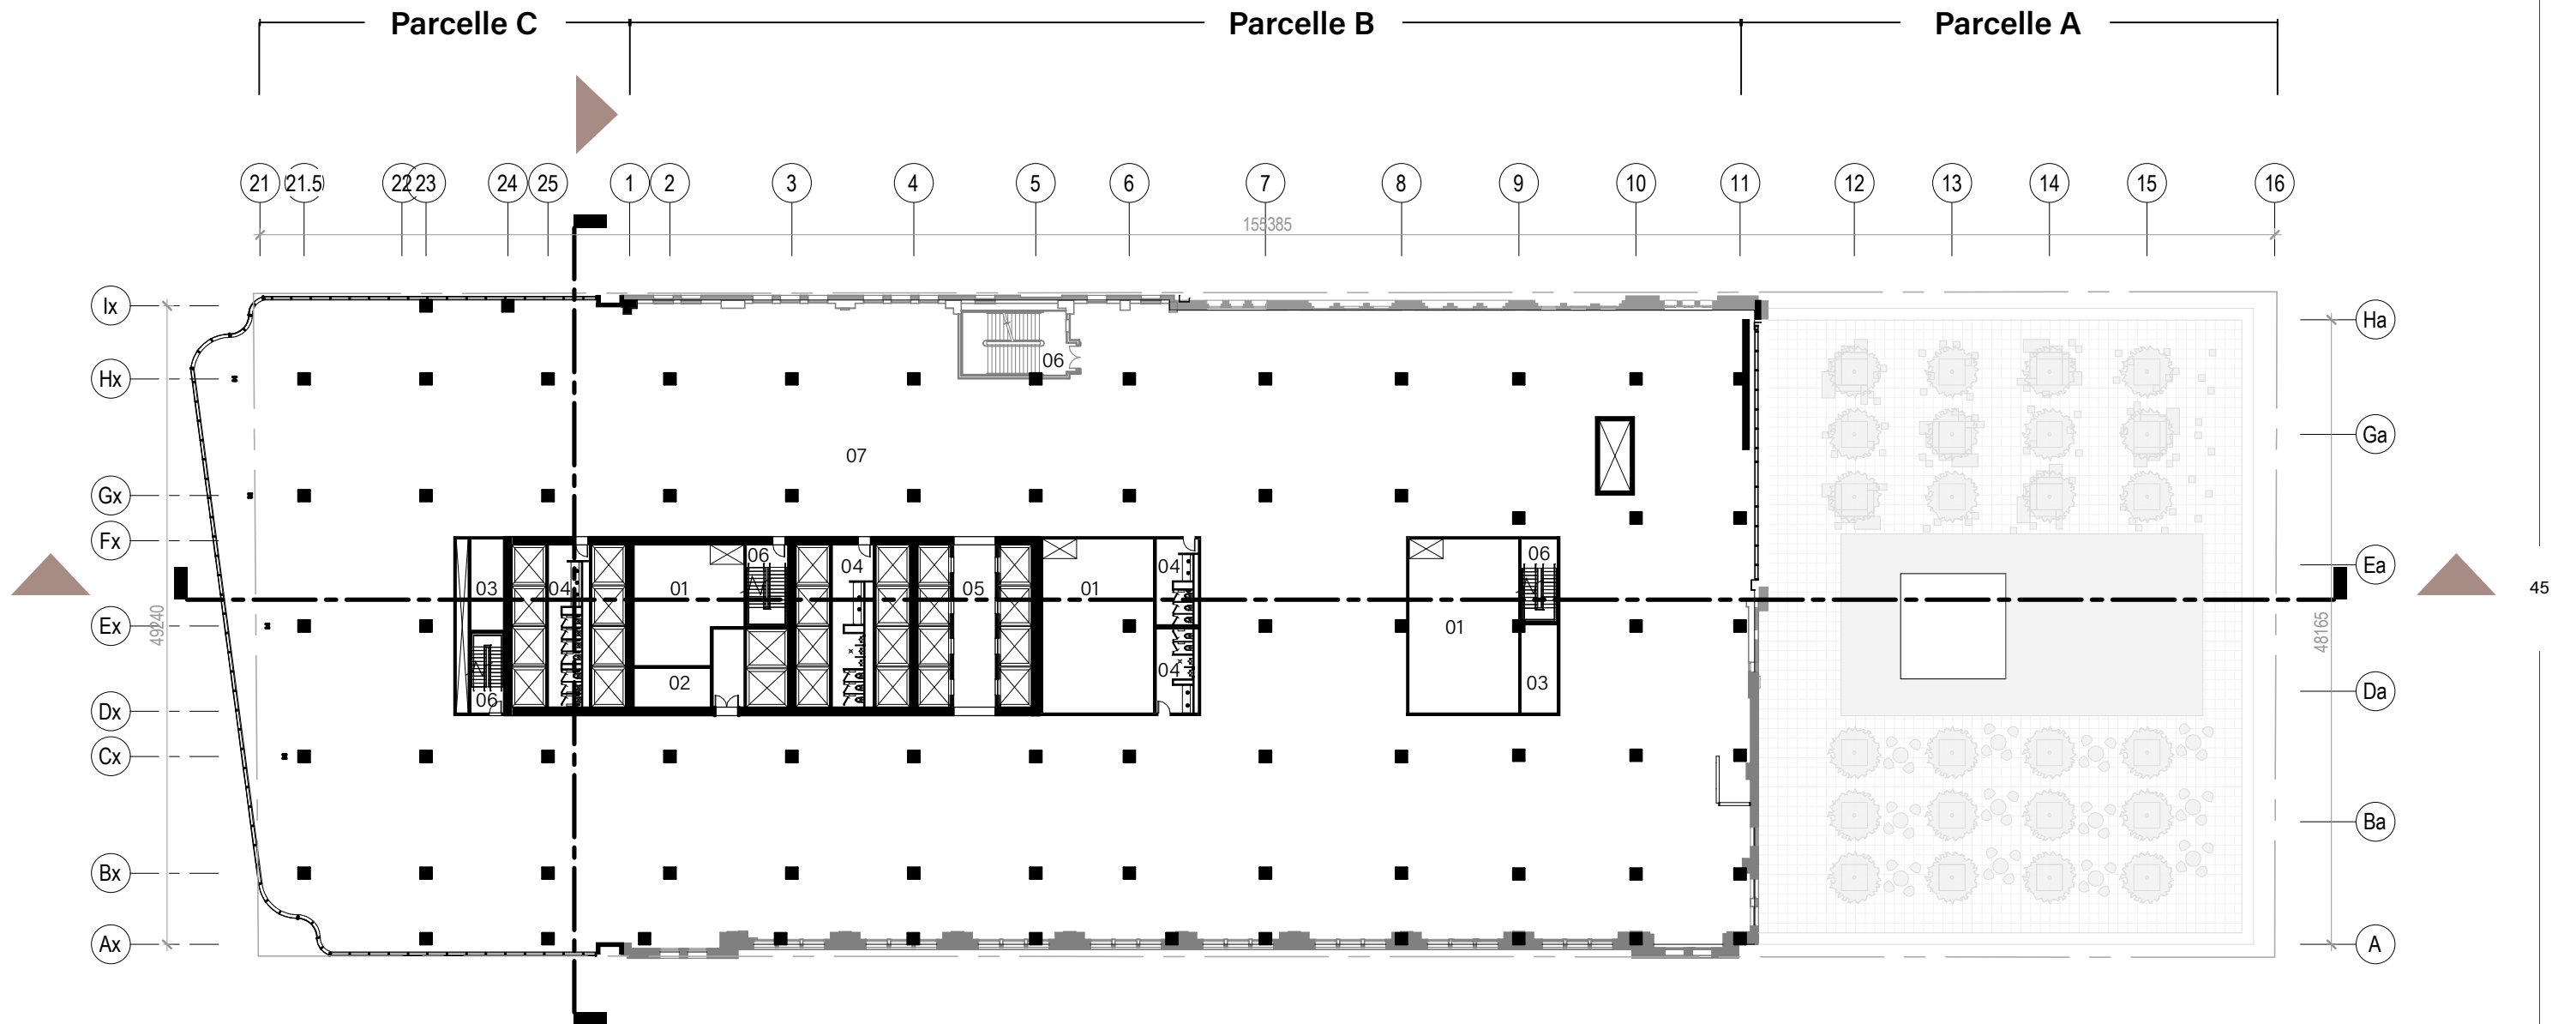 Parcelle C Parcelle B Parcelle A
21 21.5 22 23 24 25 1 2 3 4 5 6 7 8 9 10 11 12 13 14 15 16
155385
Ix Ha
06
Hx
Ga
07
Gx
Fx
06 04 04 06 Ea
03 04 01 05 01 45
Ex 01 49240 48165
04
02 03 Da
06
Dx
Cx
Ba
Bx
Ax A